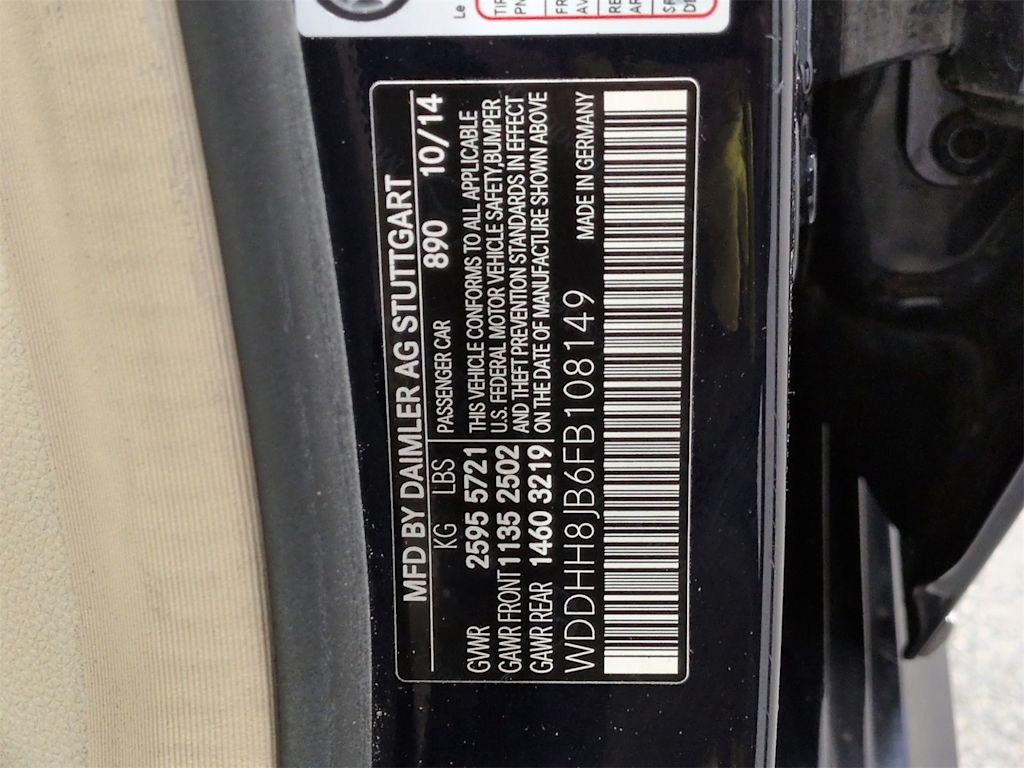 MFD BY DAIMLER AG STUTTGART
KG LBS PASSENGER CAR 890 10/14
GVWR 2595 5721 THIS VEHICLE CONFORMS TO ALL APPLICABLE
U.S. FEDERAL MOTOR VEHICLE SAFETY,BUMPER
GAWR FRONT 1135 2502 AND THEFT PREVENTION STANDARDS IN EFFECT
GAWR REAR 1460 3219 ON THE DATE OF MANUFACTURE SHOWN ABOVE
WDDHH8JB6FB108149 MADE IN GERMANY
Le